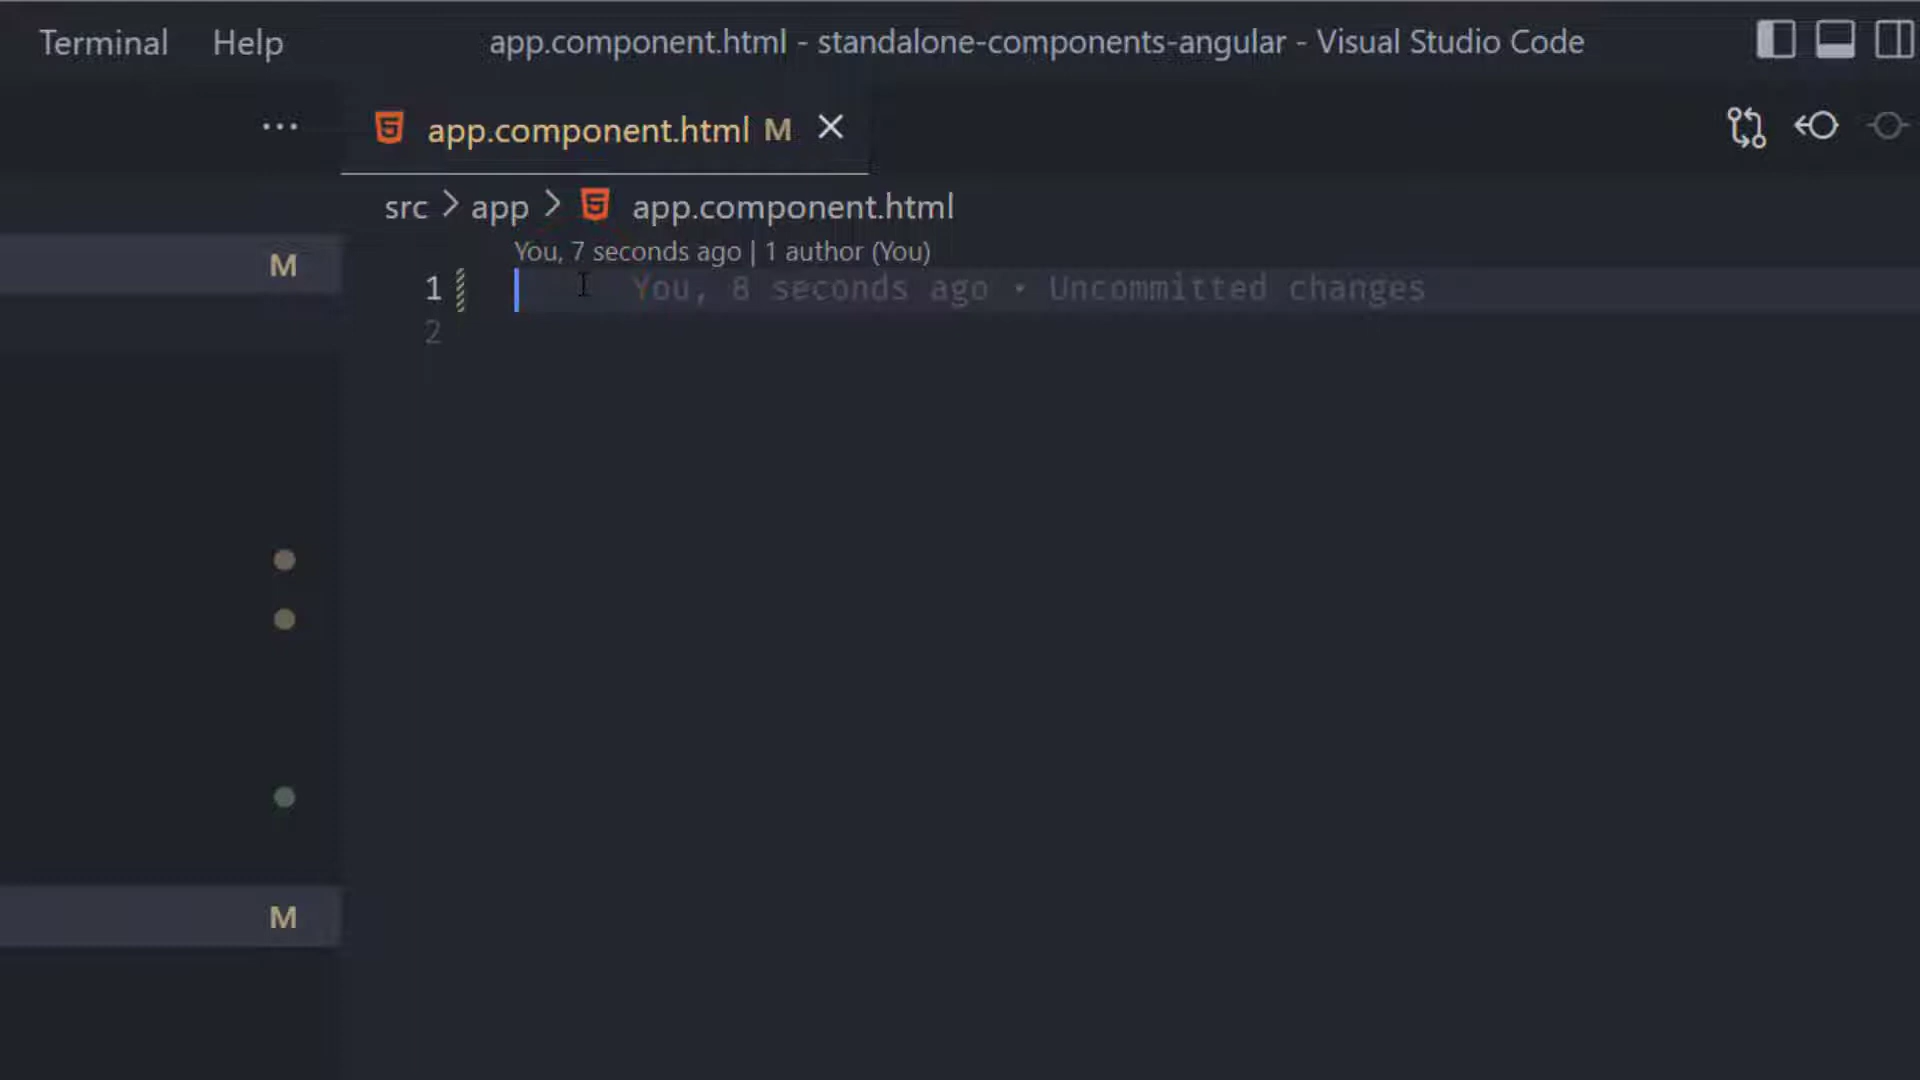 Terminal Help app.component.html - standalone-components-angular - Visual Studio Code
... app.component.html M
src > app > app.component.html
You, 7 seconds ago | 1 author (You)
M
1 You, 8 seconds ago • Uncommitted changes
2
M